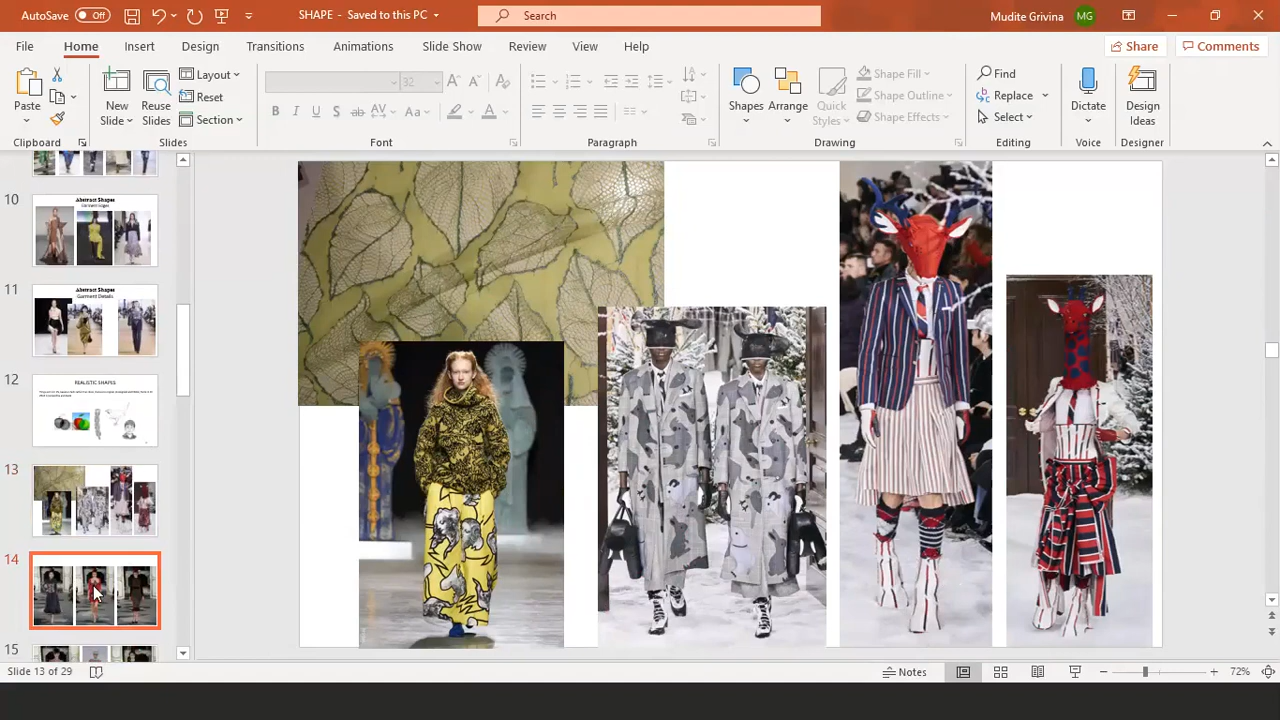 AutoSave Off SHAPE - Saved to this PC Search Mudite Grivina MG
File Home Insert Design Transitions Animations Slide Show Review View Help Share Comments
Paste
New
Slide
Reuse
Slides
Layout
Reset
Section
32
B I U S ab AV Aa A
Shapes Arrange Quick
Styles
Shape Fill
Shape Outline
Shape Effects
Find
Replace
Select
Dictate
Design
Ideas
Clipboard Slides Font Paragraph Drawing Editing Voice Designer
10
Abstract Shapes
11
Abstract Shapes
Garment Details
12
REALISTIC SHAPES
13
14
15
Slide 13 of 29 Notes 72%